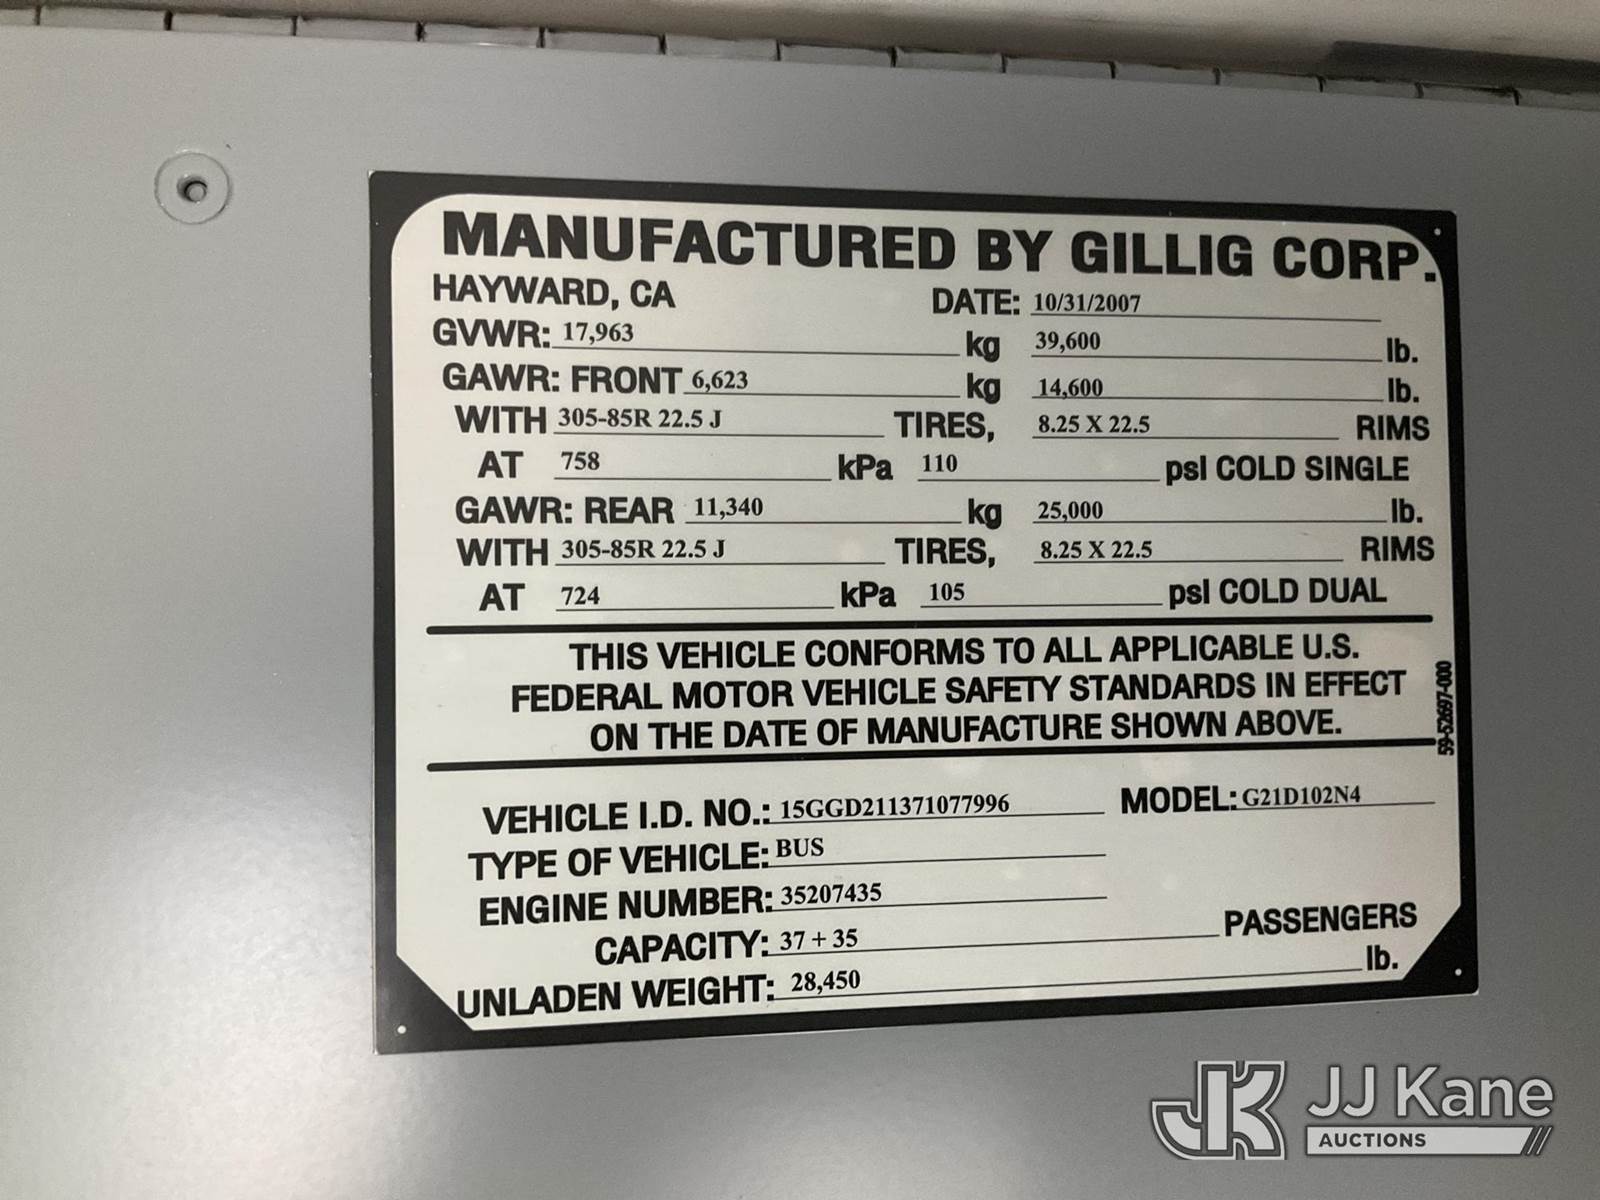 MANUFACTURED BY GILLIG CORP.
HAYWARD, CA DATE: 10/31/2007
GVWR: 17,963 kg 39,600 lb.
GAWR: FRONT 6,623 kg 14,600 lb.
WITH 305-85R 22.5 J TIRES, 8.25 X 22.5 RIMS
AT 758 kPa 110 psI COLD SINGLE
GAWR: REAR 11,340 kg 25,000 lb.
WITH 305-85R 22.5 J TIRES, 8.25 X 22.5 RIMS
AT 724 kPa 105 psI COLD DUAL
THIS VEHICLE CONFORMS TO ALL APPLICABLE U.S.
FEDERAL MOTOR VEHICLE SAFETY STANDARDS IN EFFECT
ON THE DATE OF MANUFACTURE SHOWN ABOVE.
59-52697-000
VEHICLE I.D. NO.: 15GGD211371077996 MODEL: G21D102N4
TYPE OF VEHICLE: BUS
ENGINE NUMBER: 35207435
CAPACITY: 37 + 35 PASSENGERS
UNLADEN WEIGHT: 28,450 lb.
JK JJ Kane
AUCTIONS